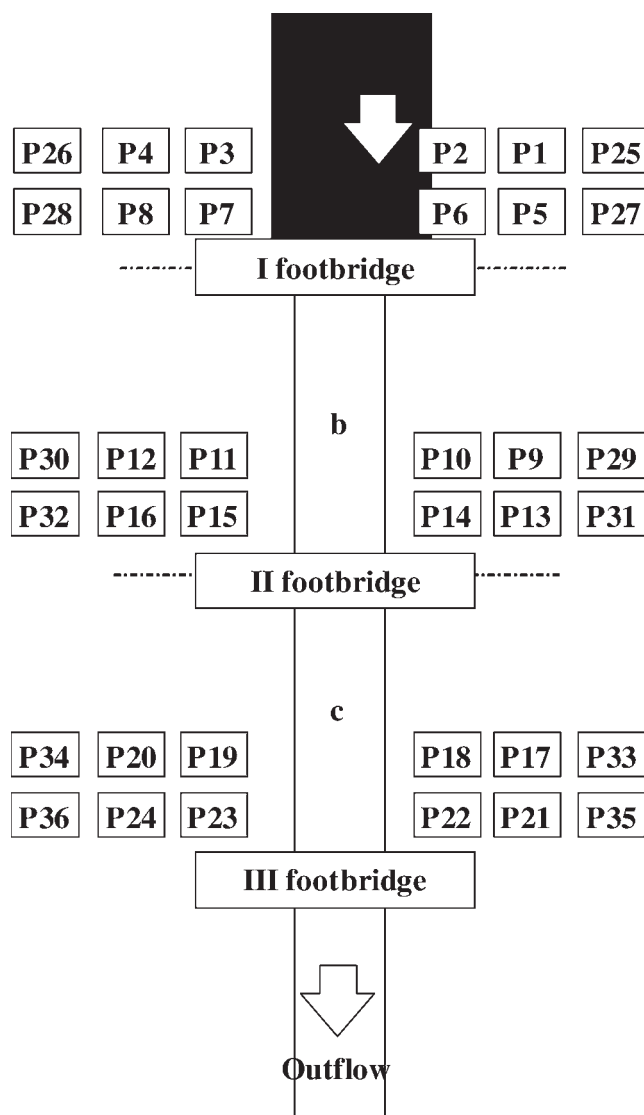 P26 P4 P3 P2 P1 P25
P28 P8 P7 P6 P5 P27
I footbridge
b
P30 P12 P11 P10 P9 P29
P32 P16 P15 P14 P13 P31
II footbridge
c
P34 P20 P19 P18 P17 P33
P36 P24 P23 P22 P21 P35
III footbridge
Outflow